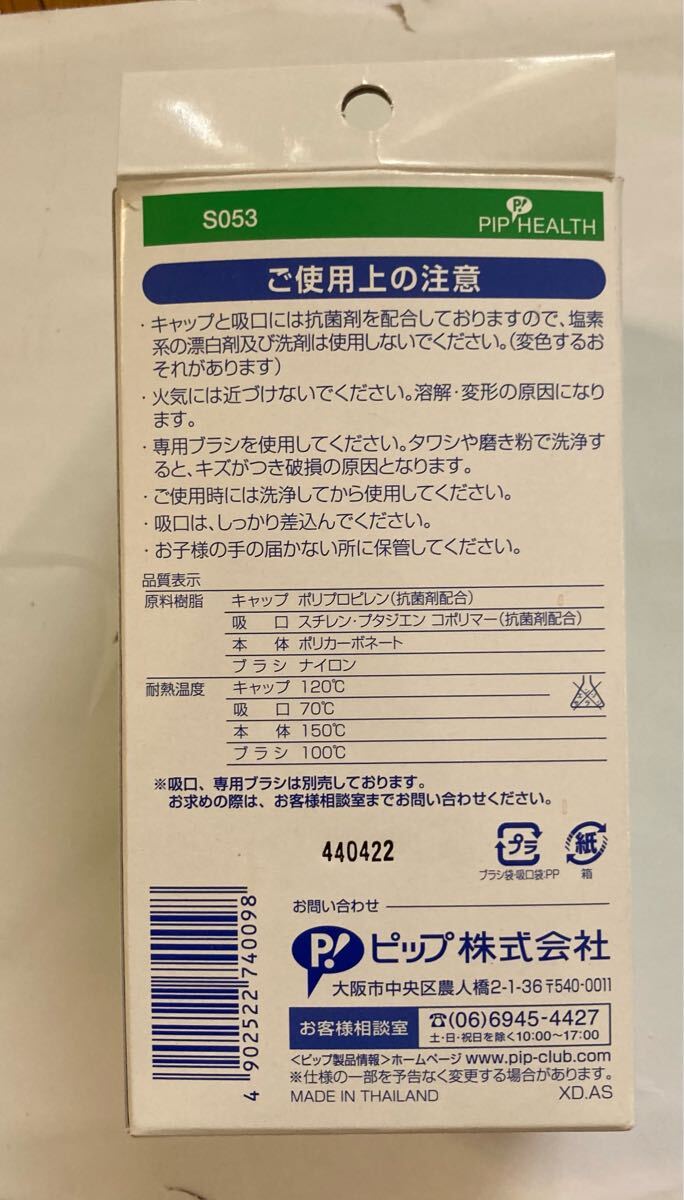 S053
P!
PIP HEALTH
ご使用上の注意
・キャップと吸口には抗菌剤を配合しておりますので、塩素
系の漂白剤及び洗剤は使用しないでください。(変色するお
それがあります)
・火気には近づけないでください。溶解・変形の原因になり
ます。
・専用ブラシを使用してください。タワシや磨き粉で洗浄す
ると、キズがつき破損の原因となります。
・ご使用時には洗浄してから使用してください。
・吸口は、しっかり差込んでください。
・お子様の手の届かない所に保管してください。
品質表示
原料樹脂 キャップ ポリプロピレン(抗菌剤配合)
吸 口 スチレン・ブタジエン コポリマー(抗菌剤配合)
本 体 ポリカーボネート
ブラシ ナイロン
耐熱温度 キャップ 120℃
吸 口 70℃
本 体 150℃
ブラシ 100℃
※吸口、専用ブラシは別売しております。
お求めの際は、お客様相談室までお問い合わせください。
440422
プラ
ブラシ袋・吸口袋:PP
紙
箱
4 902522 740098
お問い合わせ
P! ピップ株式会社
大阪市中央区農人橋2-1-36〒540-0011
お客様相談室 ☎(06)6945-4427
土・日・祝日を除く10:00~17:00
<ピップ製品情報>ホームページ www.pip-club.com
※仕様の一部を予告なく変更する場合があります。
MADE IN THAILAND XD.AS